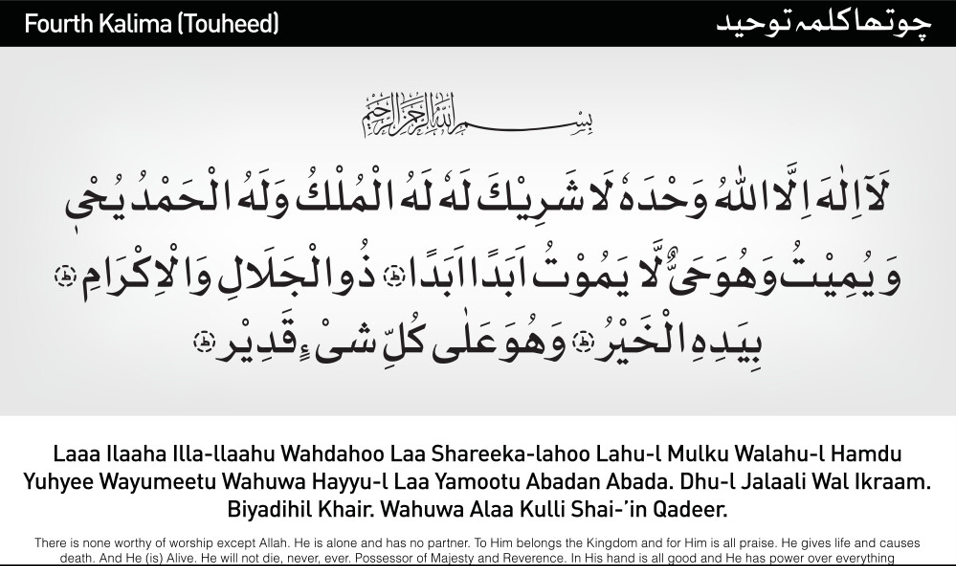 Fourth Kalima (Touheed) چوتھا کلمہ توحید
بِسْمِ اللهِ الرَّحْمٰنِ الرَّحِيْمِ
لَآ اِلٰهَ اِلَّا اللهُ وَحْدَهٗ لَا شَرِيْكَ لَهٗ لَهُ الْمُلْكُ وَلَهُ الْحَمْدُ يُحْىٖ
وَ يُمِيْتُ وَهُوَ حَىٌّ لَّا يَمُوْتُ اَبَدًا اَبَدًا ؕ ذُو الْجَلَالِ وَالْاِكْرَامِ ؕ
بِيَدِهِ الْخَيْرُ ؕ وَهُوَ عَلٰى كُلِّ شَىْءٍ قَدِيْر ؕ
Laaa Ilaaha Illa-llaahu Wahdahoo Laa Shareeka-lahoo Lahu-l Mulku Walahu-l Hamdu
Yuhyee Wayumeetu Wahuwa Hayyu-l Laa Yamootu Abadan Abada. Dhu-l Jalaali Wal Ikraam.
Biyadihil Khair. Wahuwa Alaa Kulli Shai-’in Qadeer.
There is none worthy of worship except Allah. He is alone and has no partner. To Him belongs the Kingdom and for Him is all praise. He gives life and causes
death. And He (is) Alive. He will not die, never, ever. Possessor of Majesty and Reverence. In His hand is all good and He has power over everything